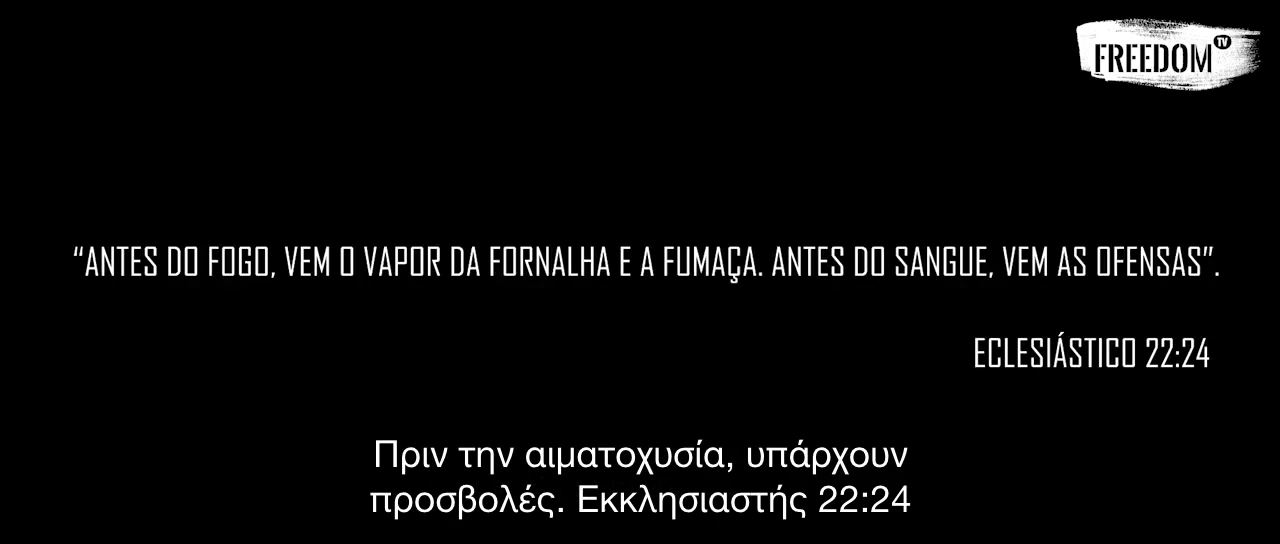 FREEDOM TV
“ANTES DO FOGO, VEM O VAPOR DA FORNALHA E A FUMAÇA. ANTES DO SANGUE, VEM AS OFENSAS”.
ECLESIÁSTICO 22:24
Πριν την αιματοχυσία, υπάρχουν
προσβολές. Εκκλησιαστής 22:24